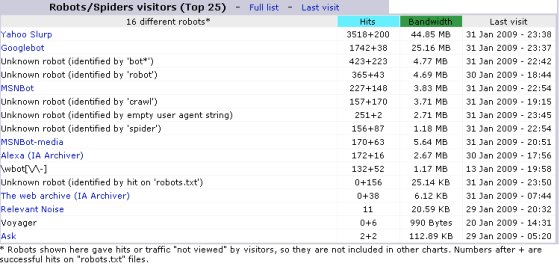 Robots/Spiders visitors (Top 25) - Full list - Last visit
16 different robots* Hits Bandwidth Last visit
Yahoo Slurp 3518+200 44.85 MB 31 Jan 2009 - 23:38
Googlebot 1742+38 25.16 MB 31 Jan 2009 - 23:37
Unknown robot (identified by 'bot*') 423+223 4.77 MB 31 Jan 2009 - 22:42
Unknown robot (identified by 'robot') 365+43 4.69 MB 30 Jan 2009 - 18:44
MSNBot 227+148 3.83 MB 31 Jan 2009 - 22:54
Unknown robot (identified by 'crawl') 157+170 3.71 MB 31 Jan 2009 - 19:15
Unknown robot (identified by empty user agent string) 251+2 2.71 MB 31 Jan 2009 - 23:45
Unknown robot (identified by 'spider') 156+87 1.18 MB 31 Jan 2009 - 22:54
MSNBot-media 170+63 5.64 MB 31 Jan 2009 - 20:51
Alexa (IA Archiver) 172+16 2.67 MB 30 Jan 2009 - 17:56
\wbot[\/\-] 132+52 1.17 MB 13 Jan 2009 - 19:58
Unknown robot (identified by hit on 'robots.txt') 0+156 25.14 KB 31 Jan 2009 - 23:50
The web archive (IA Archiver) 0+38 6.12 KB 31 Jan 2009 - 07:44
Relevant Noise 11 20.59 KB 29 Jan 2009 - 20:32
Voyager 0+6 990 Bytes 20 Jan 2009 - 14:31
Ask 2+2 112.89 KB 29 Jan 2009 - 05:20
* Robots shown here gave hits or traffic "not viewed" by visitors, so they are not included in other charts. Numbers after + are
successful hits on "robots.txt" files.